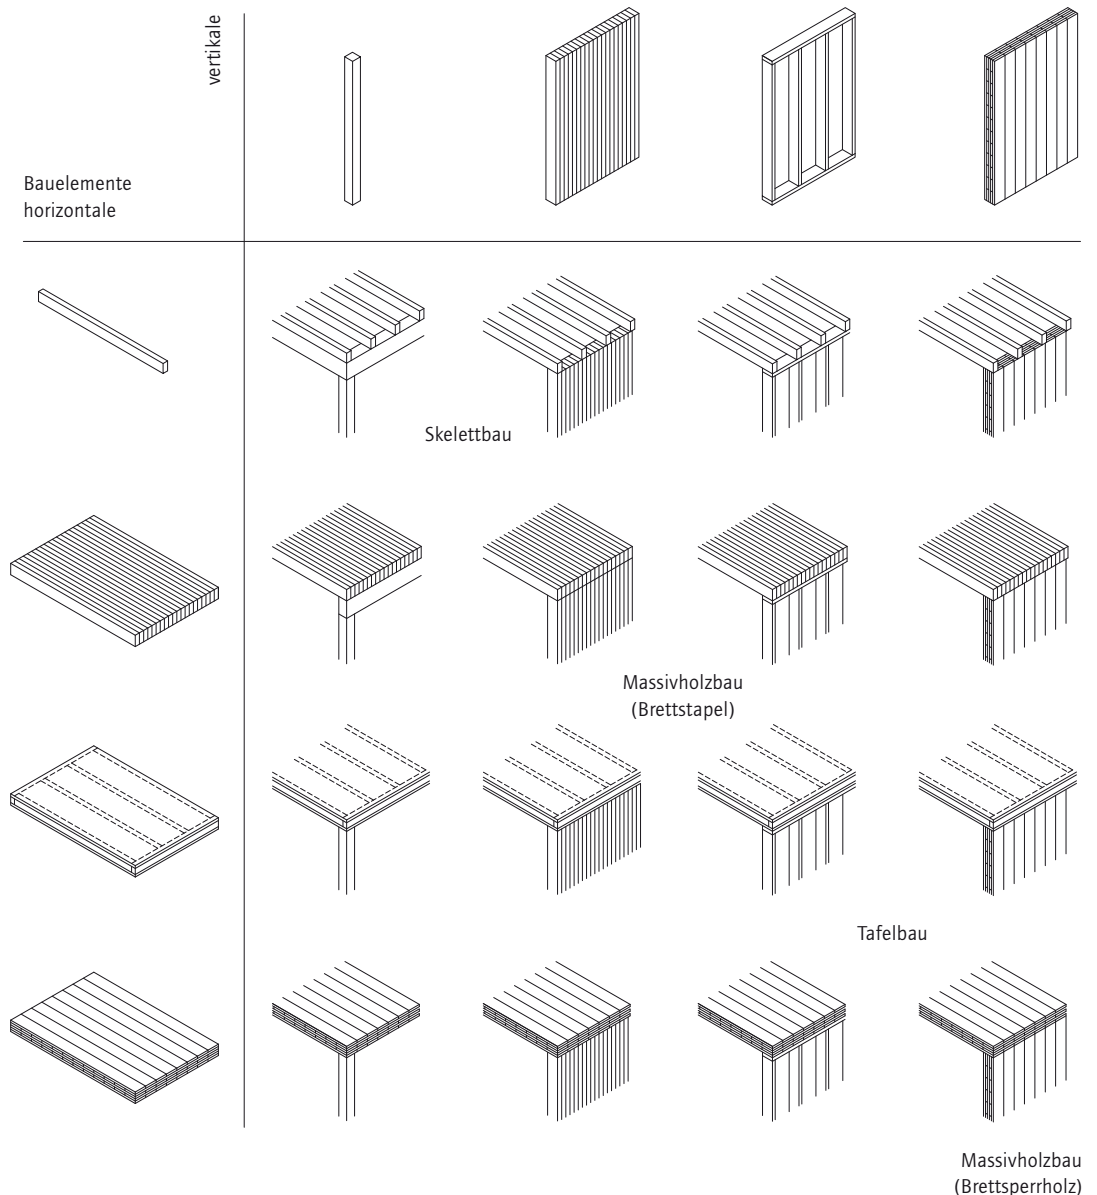 vertikale
Bauelemente
horizontale
Skelettbau
Massivholzbau
(Brettstapel)
Tafelbau
Massivholzbau
(Brettsperrholz)